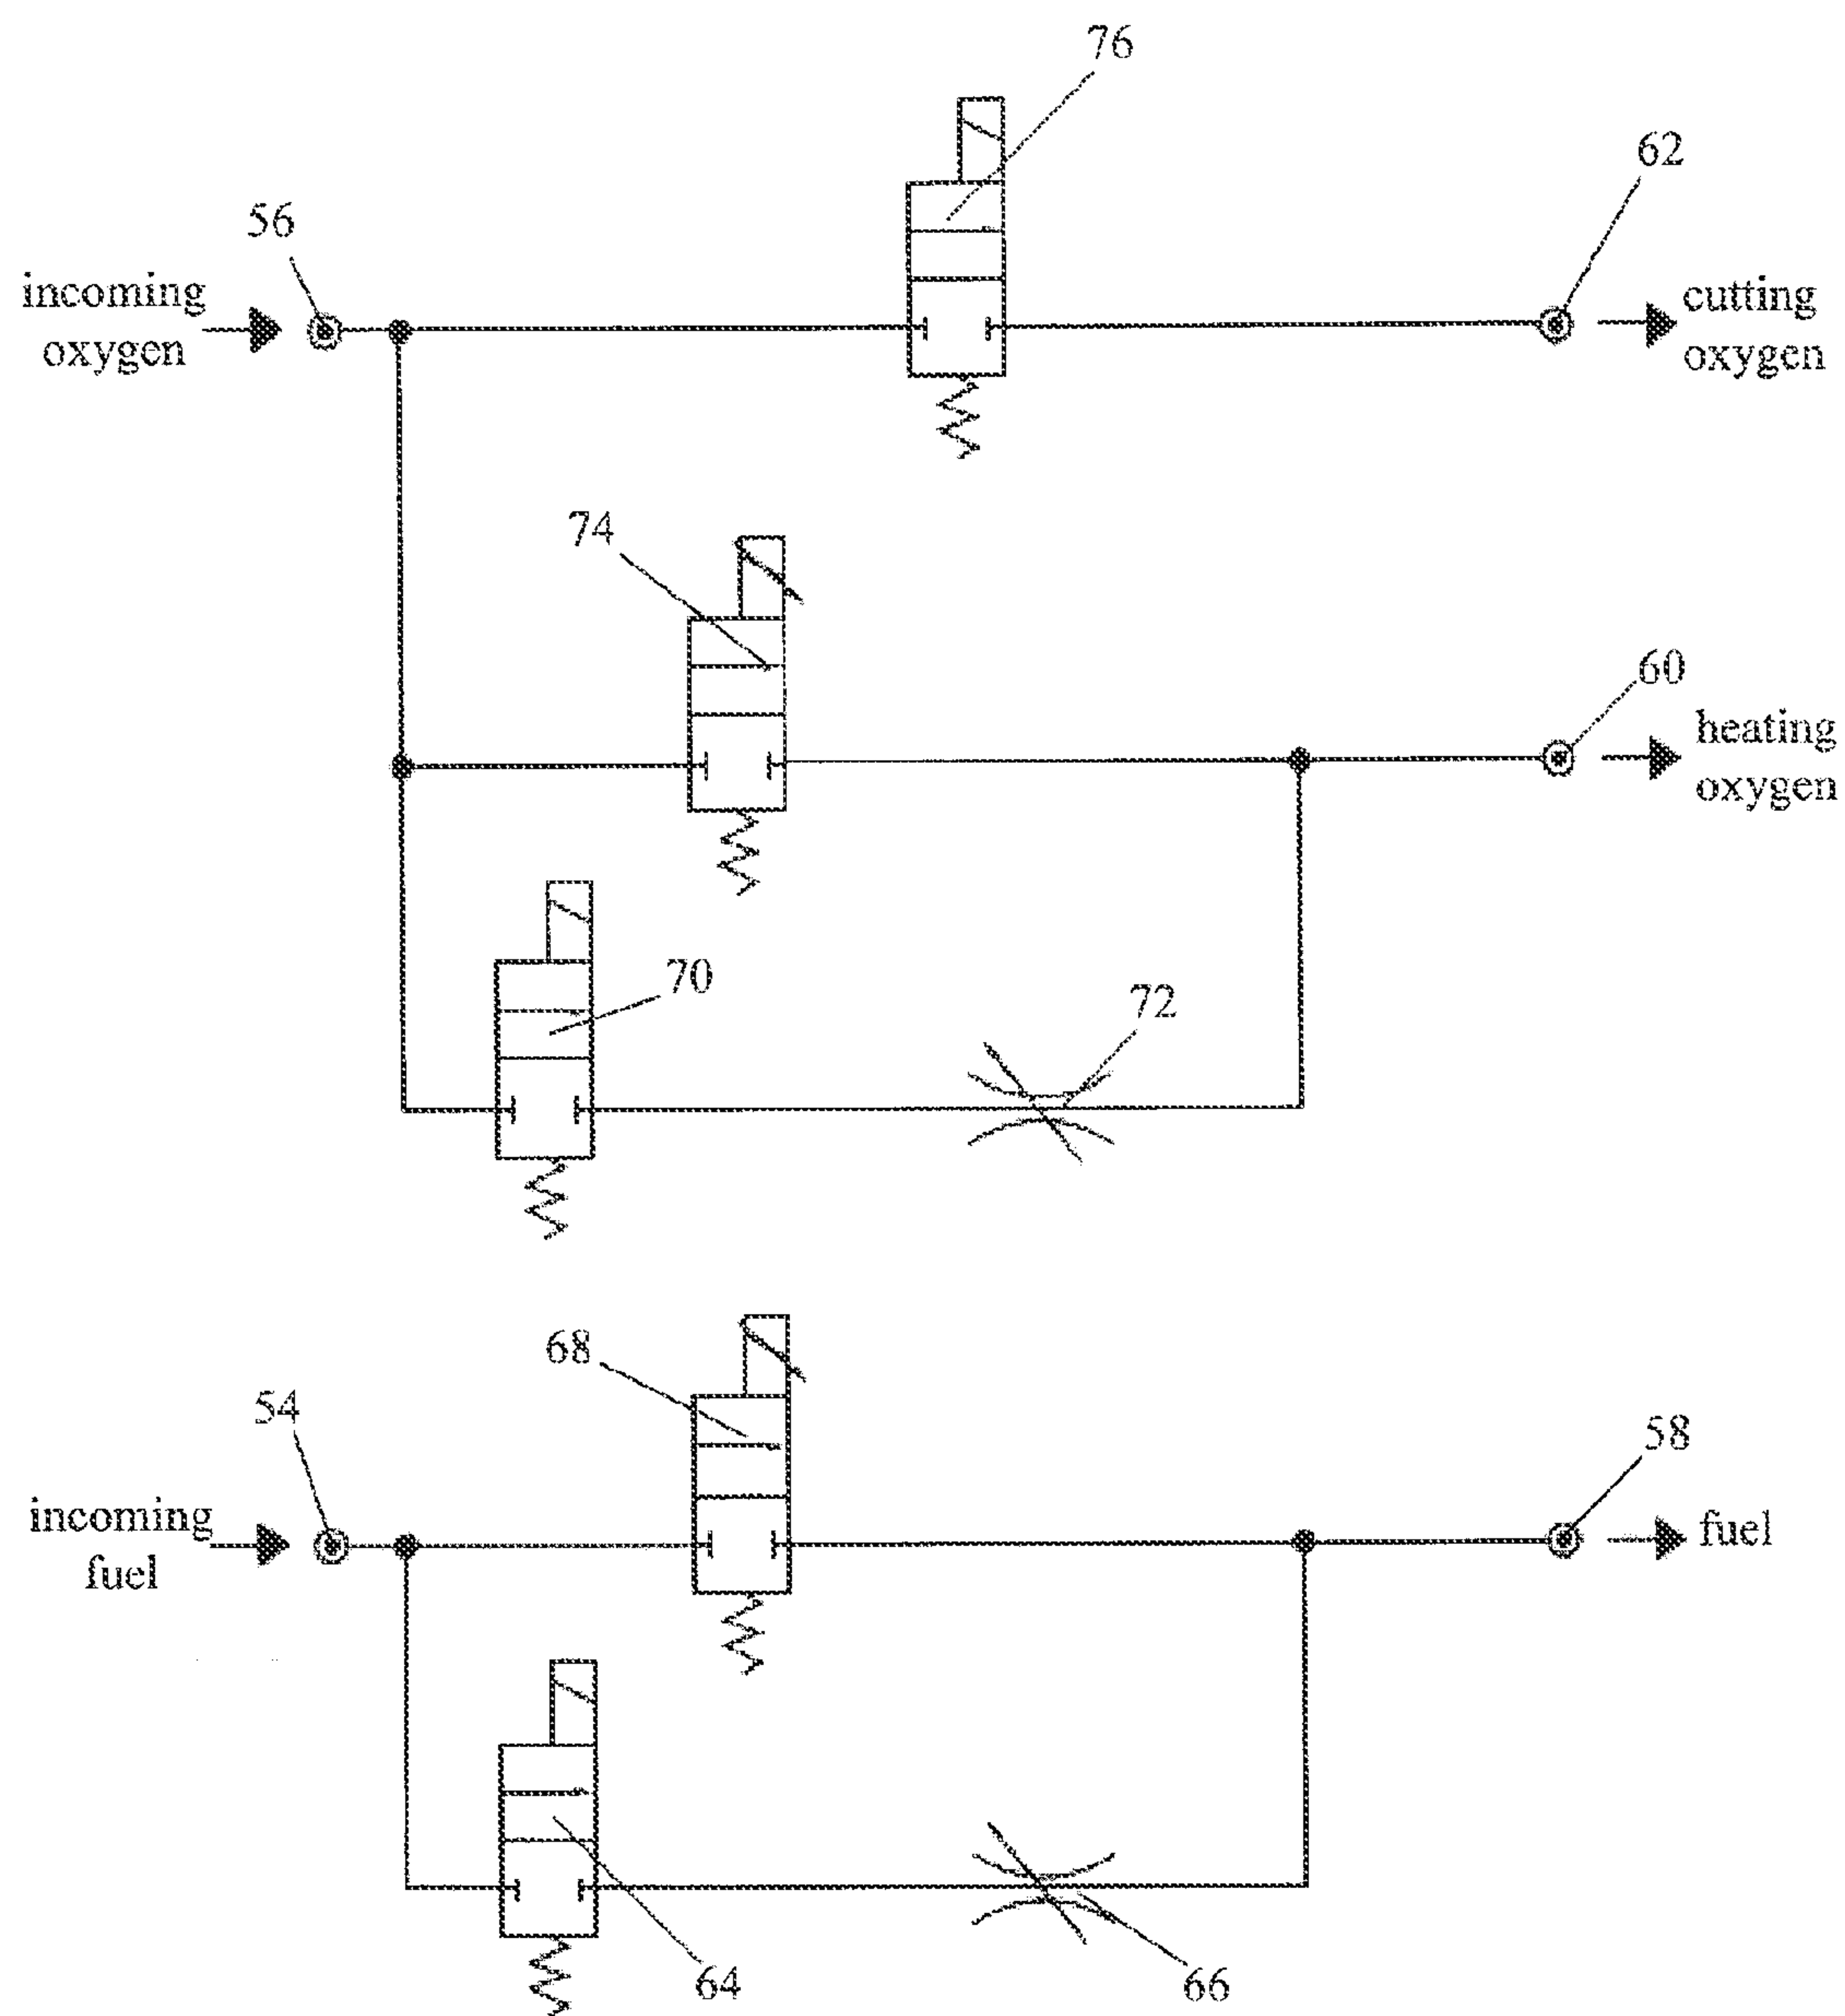 76
62
56
incoming
oxygen
cutting
oxygen
74
60
heating
oxygen
70
72
68
54
58
incoming
fuel
fuel
64
66